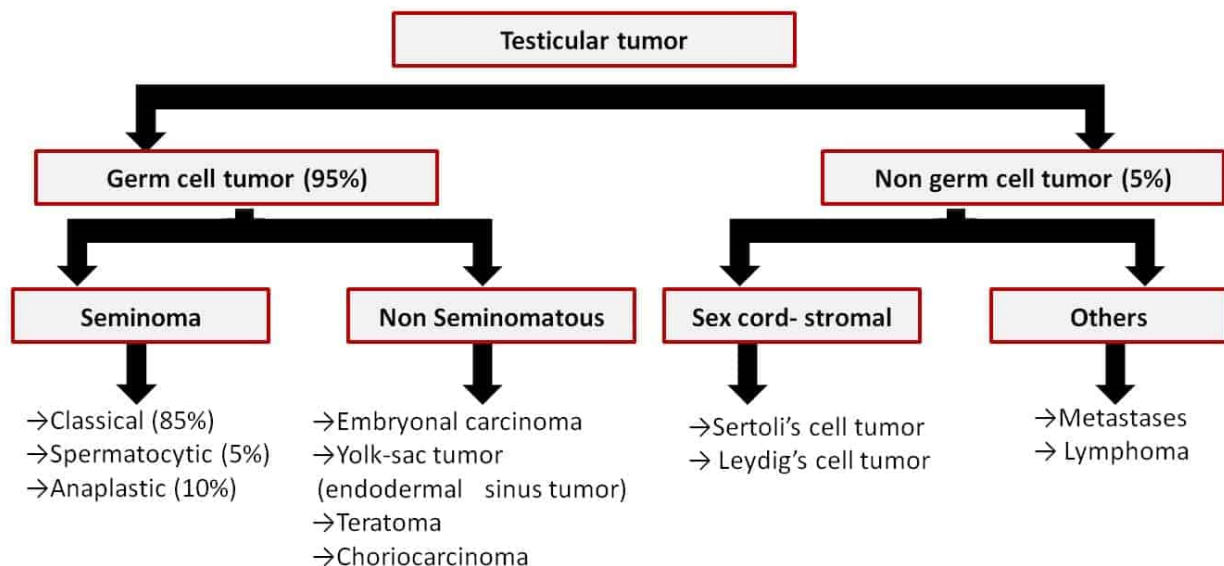 Testicular tumor
Germ cell tumor (95%)
Non germ cell tumor (5%)
Seminoma
Non Seminomatous
Sex cord- stromal
Others
→Classical (85%)
→Spermatocytic (5%)
→Anaplastic (10%)
→Embryonal carcinoma
→Yolk-sac tumor
(endodermal sinus tumor)
→Teratoma
→Choriocarcinoma
→Sertoli’s cell tumor
→ Leydig’s cell tumor
→Metastases
→ Lymphoma